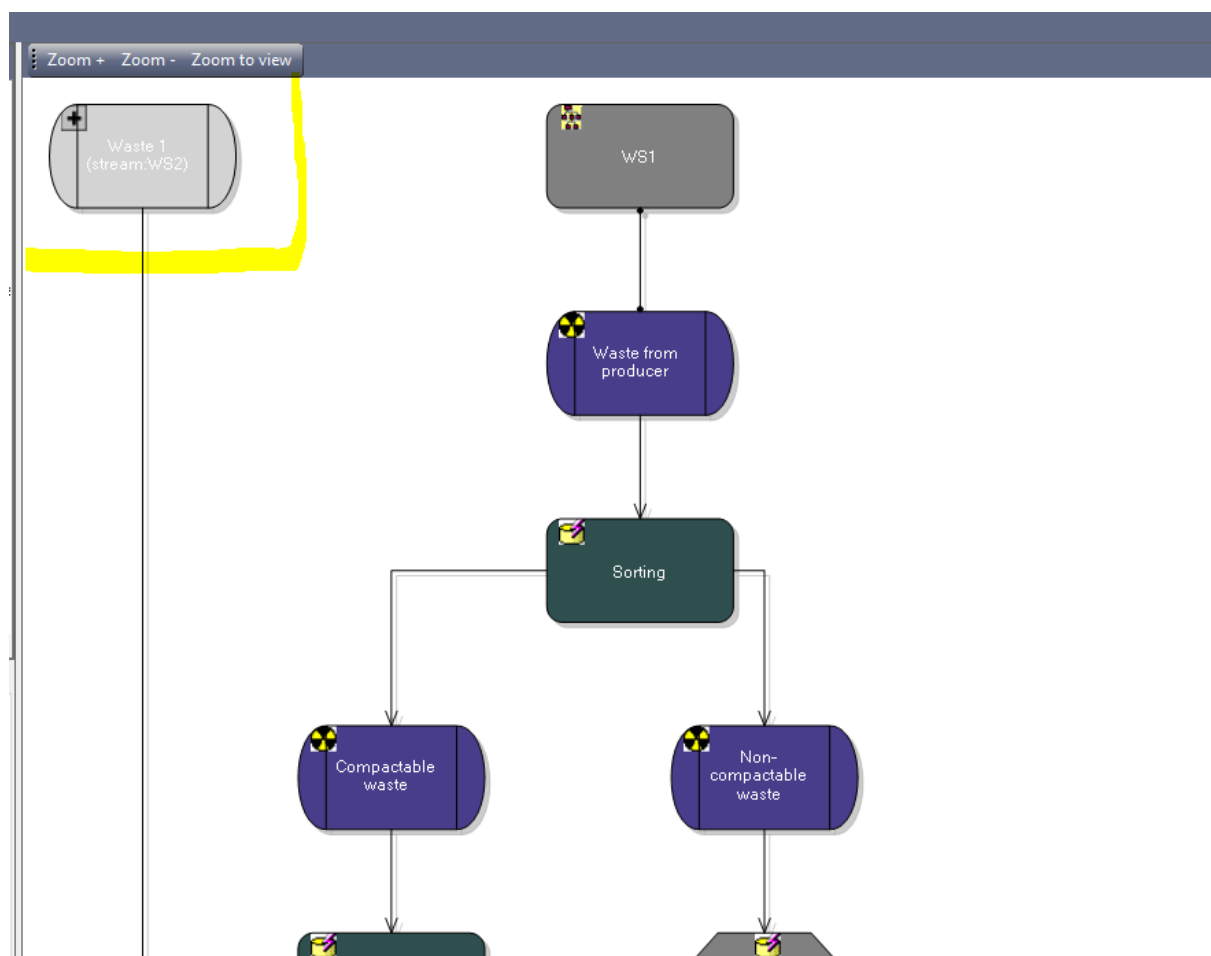 Zoom + Zoom - Zoom to view
Waste 1
(stream:WS2)
WS1
Waste from
producer
Sorting
Compactable
waste
Non-
compactable
waste